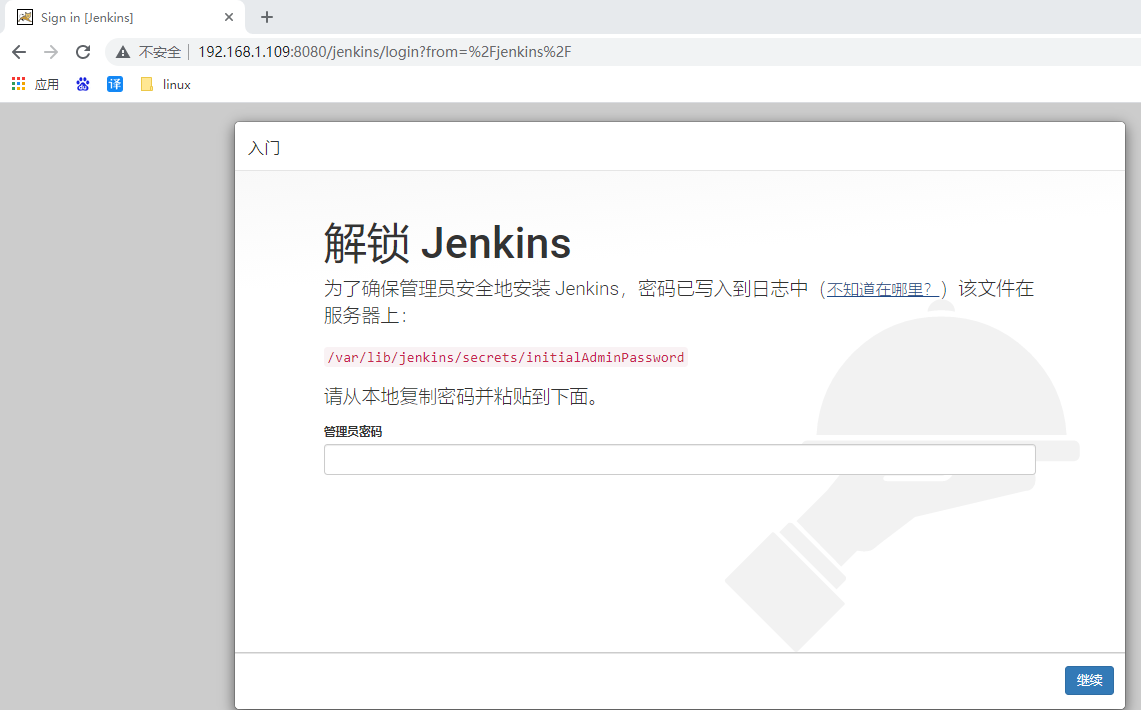 Sign in [Jenkins]
不安全 192.168.1.109:8080/jenkins/login?from=%2Fjenkins%2F
应用 译 linux
入门
解锁 Jenkins
为了确保管理员安全地安装 Jenkins，密码已写入到日志中（不知道在哪里？）该文件在
服务器上：
/var/lib/jenkins/secrets/initialAdminPassword
请从本地复制密码并粘贴到下面。
管理员密码
继续